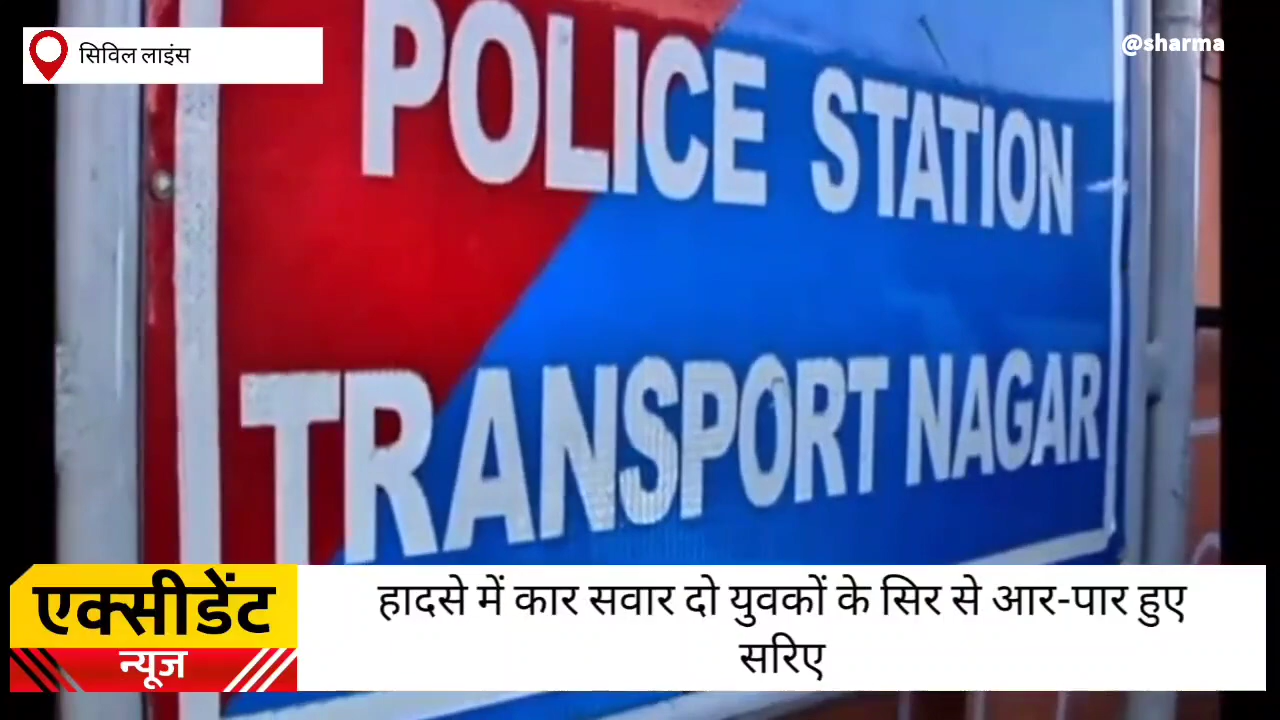 सिविल लाइंस
@sharma
POLICE STATION
TRANSPORT NAGAR
एक्सीडेंट
न्यूज
हादसे में कार सवार दो युवकों के सिर से आर-पार हुए
सरिए